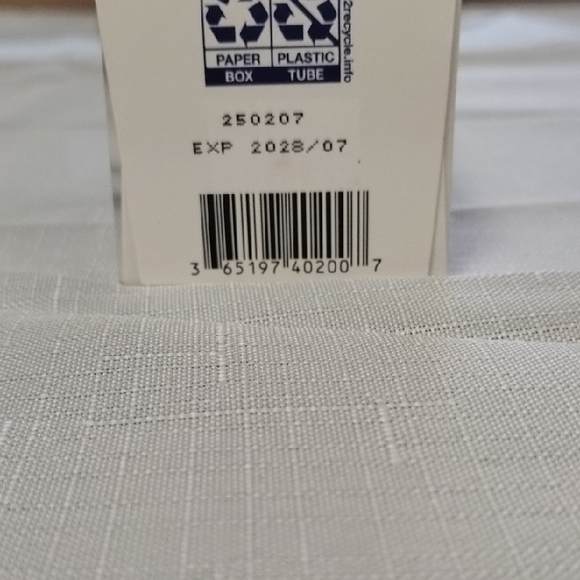 2recycle.info
PAPER PLASTIC
BOX TUBE
250207
EXP 2028/07
3 65197 40200 7